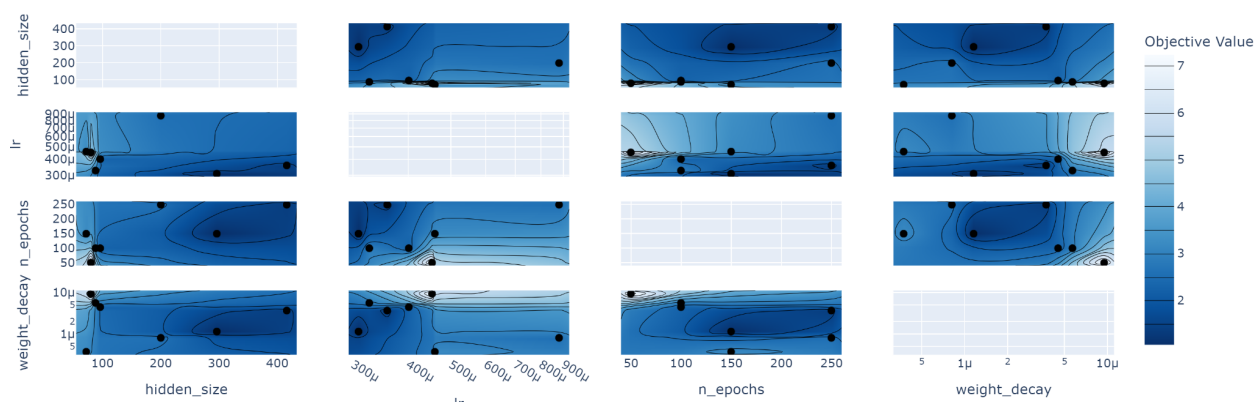 Objective Value
hidden_size
400
300
200
100
7
6
5
4
3
2
lr
900μ
800μ
700μ
600μ
500μ
400μ
300μ
n_epochs
250
200
150
100
50
weight_decay
10μ
5
2
1μ
5
100 200 300 400
300μ 400μ 500μ 600μ 700μ 800μ 900μ
50 100 150 200 250
5 1μ 2 5 10μ
hidden_size
lr
n_epochs
weight_decay